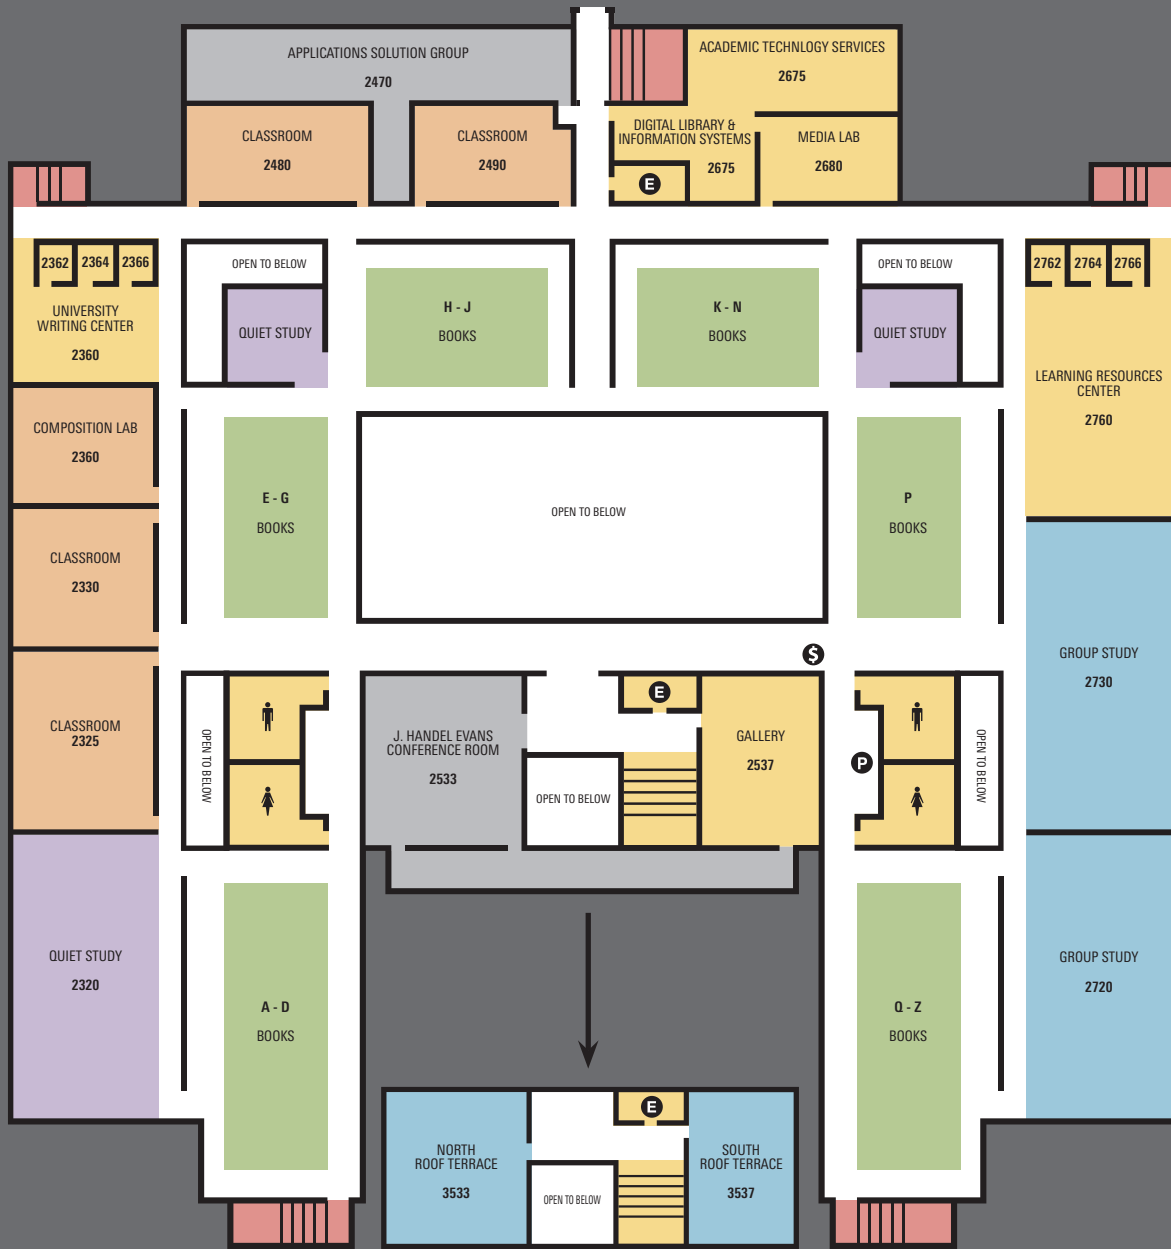 APPLICATIONS SOLUTION GROUP
2470
ACADEMIC TECHNLOGY SERVICES
2675
CLASSROOM
2480
CLASSROOM
2490
DIGITAL LIBRARY &
INFORMATION SYSTEMS
2675
MEDIA LAB
2680
E
2362
2364
2366
UNIVERSITY
WRITING CENTER
2360
OPEN TO BELOW
QUIET STUDY
H - J
BOOKS
K - N
BOOKS
OPEN TO BELOW
QUIET STUDY
2762
2764
2766
LEARNING RESOURCES
CENTER
2760
COMPOSITION LAB
2360
E - G
BOOKS
OPEN TO BELOW
P
BOOKS
CLASSROOM
2330
$
GROUP STUDY
2730
CLASSROOM
2325
OPEN TO BELOW
J. HANDEL EVANS
CONFERENCE ROOM
2533
E
OPEN TO BELOW
GALLERY
2537
P
OPEN TO BELOW
QUIET STUDY
2320
A - D
BOOKS
Q - Z
BOOKS
GROUP STUDY
2720
NORTH
ROOF TERRACE
3533
E
OPEN TO BELOW
SOUTH
ROOF TERRACE
3537